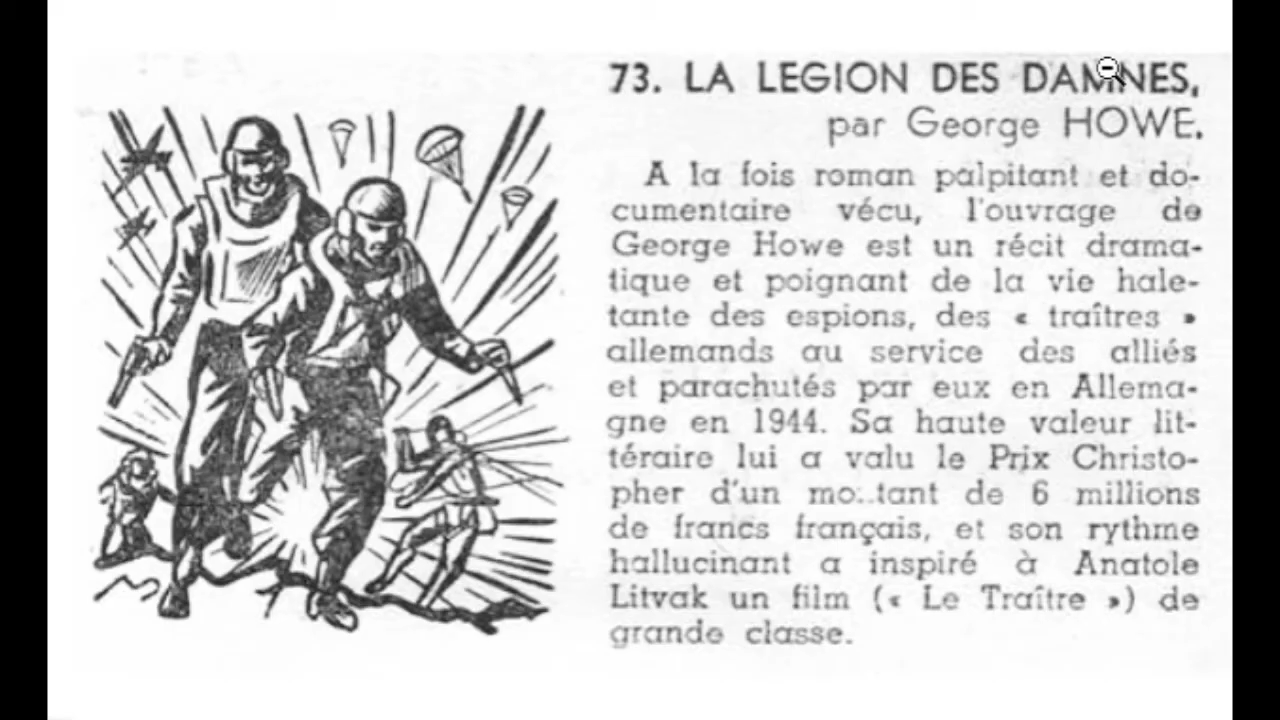 73. LA LEGION DES DAMNES,
par George HOWE.
A la fois roman palpitant et do-
cumentaire vécu, l'ouvrage de
George Howe est un récit drama-
tique et poignant de la vie hale-
tante des espions, des « traîtres »
allemands au service des alliés
et parachutés par eux en Allema-
gne en 1944. Sa haute valeur lit-
téraire lui a valu le Prix Christo-
pher d'un mo..tant de 6 millions
de francs français, et son rythme
hallucinant a inspiré à Anatole
Litvak un film (« Le Traître ») de
grande classe.